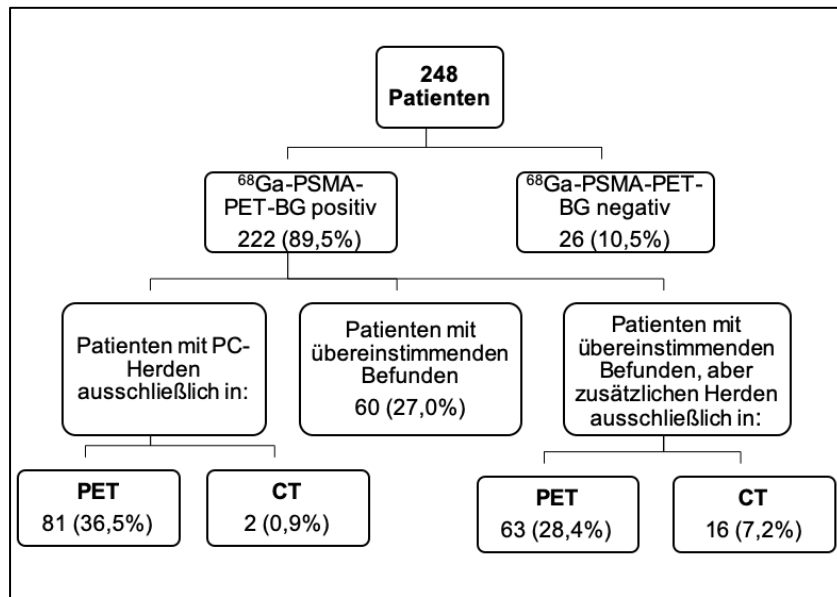 248
Patienten
⁶⁸Ga-PSMA-
PET-BG positiv
222 (89,5%)
⁶⁸Ga-PSMA-PET-
BG negativ
26 (10,5%)
Patienten mit PC-
Herden
ausschließlich in:
Patienten mit
übereinstimmenden
Befunden
60 (27,0%)
Patienten mit
übereinstimmenden
Befunden, aber
zusätzlichen Herden
ausschließlich in:
PET
81 (36,5%)
CT
2 (0,9%)
PET
63 (28,4%)
CT
16 (7,2%)